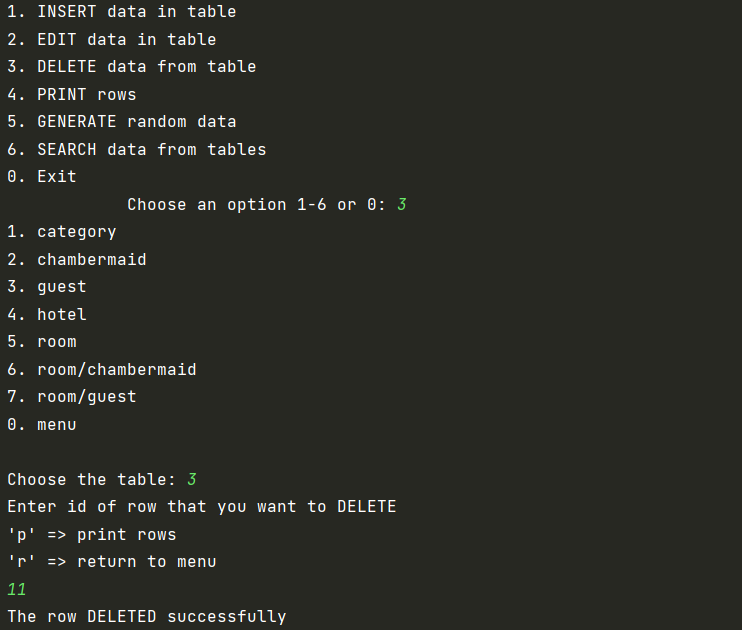 1. INSERT data in table
2. EDIT data in table
3. DELETE data from table
4. PRINT rows
5. GENERATE random data
6. SEARCH data from tables
0. Exit
Choose an option 1-6 or 0: 3
1. category
2. chambermaid
3. guest
4. hotel
5. room
6. room/chambermaid
7. room/guest
0. menu
Choose the table: 3
Enter id of row that you want to DELETE
'p' => print rows
'r' => return to menu
11
The row DELETED successfully